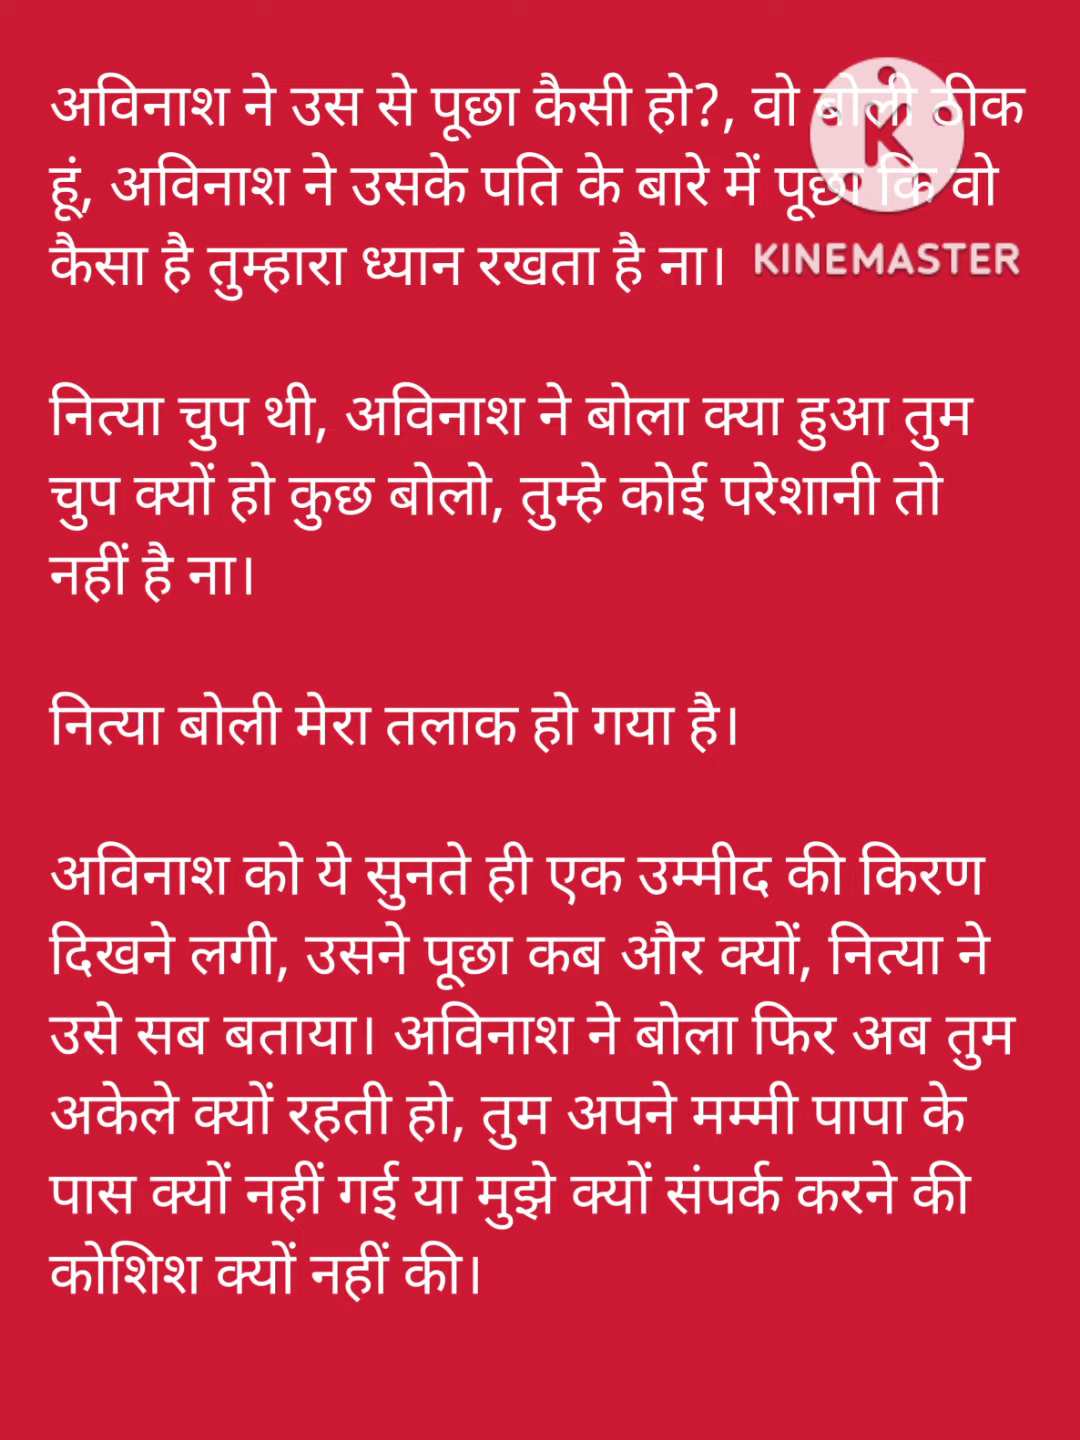 अविनाश ने उस से पूछा कैसी हो?, वो बोली ठीक
हूं, अविनाश ने उसके पति के बारे में पूछा कि वो
कैसा है तुम्हारा ध्यान रखता है ना।
KINEMASTER
नित्या चुप थी, अविनाश ने बोला क्या हुआ तुम
चुप क्यों हो कुछ बोलो, तुम्हे कोई परेशानी तो
नहीं है ना।
नित्या बोली मेरा तलाक हो गया है।
अविनाश को ये सुनते ही एक उम्मीद की किरण
दिखने लगी, उसने पूछा कब और क्यों, नित्या ने
उसे सब बताया। अविनाश ने बोला फिर अब तुम
अकेले क्यों रहती हो, तुम अपने मम्मी पापा के
पास क्यों नहीं गई या मुझे क्यों संपर्क करने की
कोशिश क्यों नहीं की।